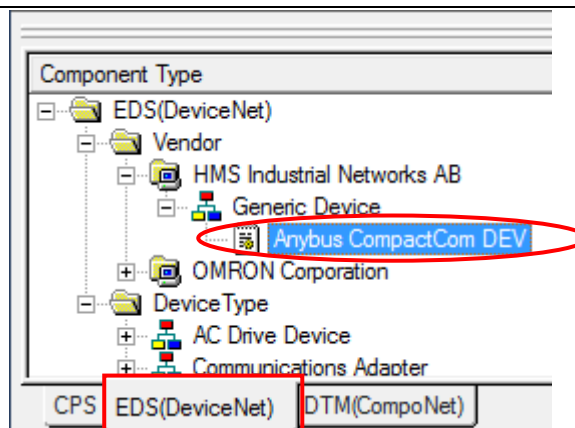 Component Type
EDS(DeviceNet)
Vendor
HMS Industrial Networks AB
Generic Device
Anybus CompactCom DEV
OMRON Corporation
DeviceType
AC Drive Device
Communications Adapter
CPS EDS(DeviceNet) DTM(CompoNet)